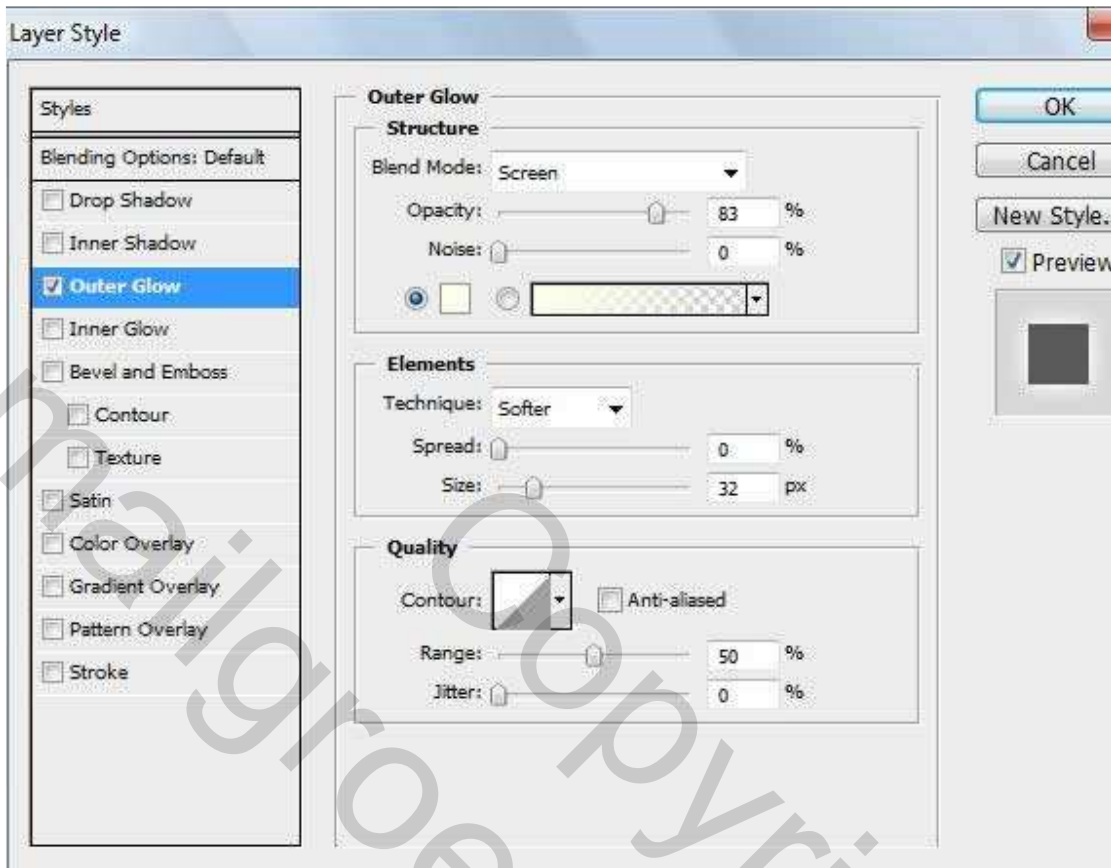 Layer Style
Styles
Blending Options: Default
Drop Shadow
Inner Shadow
Outer Glow
Inner Glow
Bevel and Emboss
Contour
Texture
Satin
Color Overlay
Gradient Overlay
Pattern Overlay
Stroke
Outer Glow
Structure
Blend Mode: Screen
Opacity: 83 %
Noise: 0 %
Elements
Technique: Softer
Spread: 0 %
Size: 32 px
Quality
Contour: Anti-aliased
Range: 50 %
Jitter: 0 %
OK
Cancel
New Style.
Preview